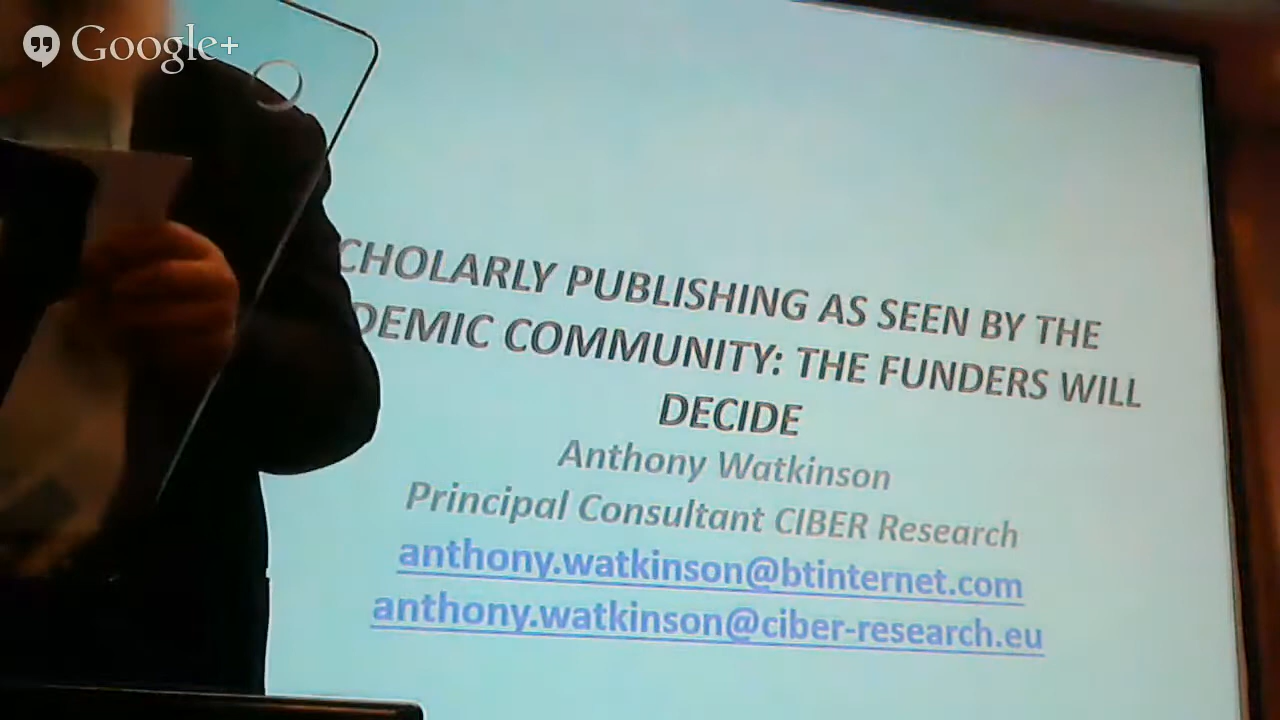 Google+
CHOLARLY PUBLISHING AS SEEN BY THE
DEMIC COMMUNITY: THE FUNDERS WILL
DECIDE
Anthony Watkinson
Principal Consultant CIBER Research
anthony.watkinson@btinternet.com
anthony.watkinson@ciber-research.eu